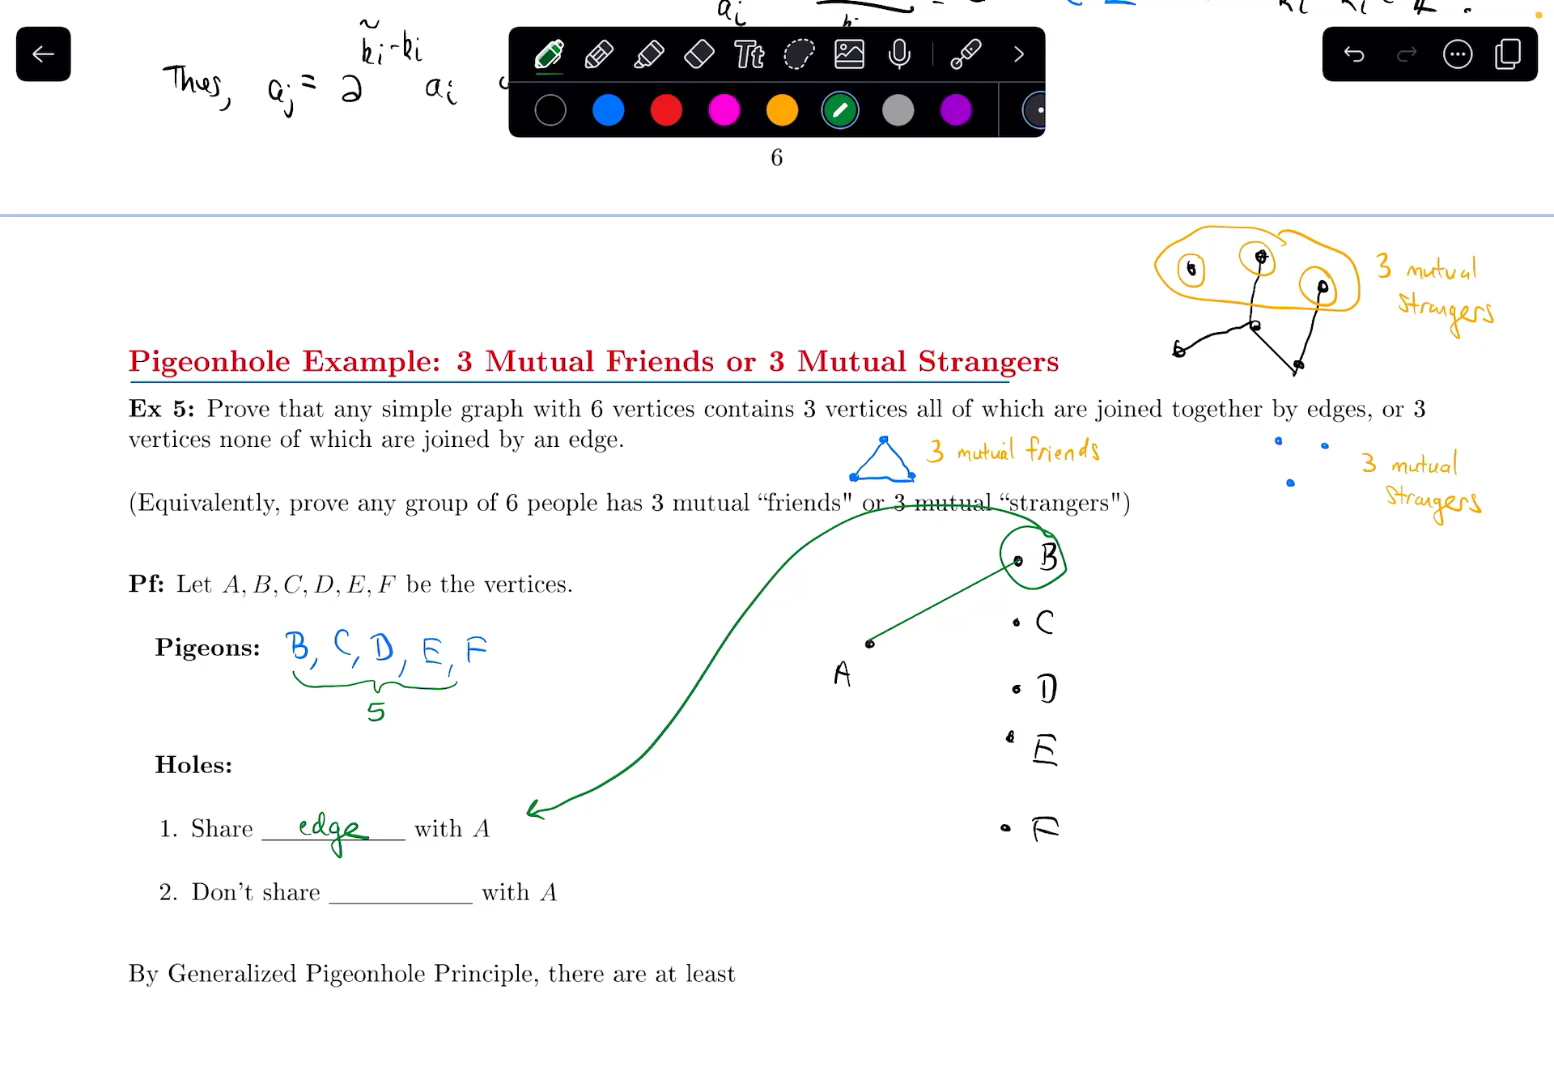 Thus, aj = 2^k̃i-ki ai
Tt
6
3 mutual
strangers
Pigeonhole Example: 3 Mutual Friends or 3 Mutual Strangers
Ex 5: Prove that any simple graph with 6 vertices contains 3 vertices all of which are joined together by edges, or 3
vertices none of which are joined by an edge.
3 mutual friends
3 mutual
strangers
(Equivalently, prove any group of 6 people has 3 mutual “friends" or 3 mutual “strangers")
B
Pf: Let A, B, C, D, E, F be the vertices.
C
Pigeons: B, C, D, E, F
A
D
5
E
Holes:
1. Share edge with A
F
2. Don’t share ____ with A
By Generalized Pigeonhole Principle, there are at least